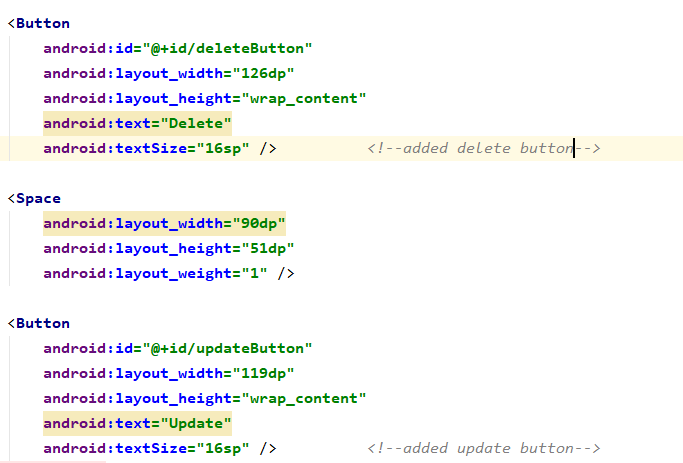 <Button
android:id="@+id/deleteButton"
android:layout_width="126dp"
android:layout_height="wrap_content"
android:text="Delete"
android:textSize="16sp" /> <!--added delete button-->
<Space
android:layout_width="90dp"
android:layout_height="51dp"
android:layout_weight="1" />
<Button
android:id="@+id/updateButton"
android:layout_width="119dp"
android:layout_height="wrap_content"
android:text="Update"
android:textSize="16sp" /> <!--added update button-->